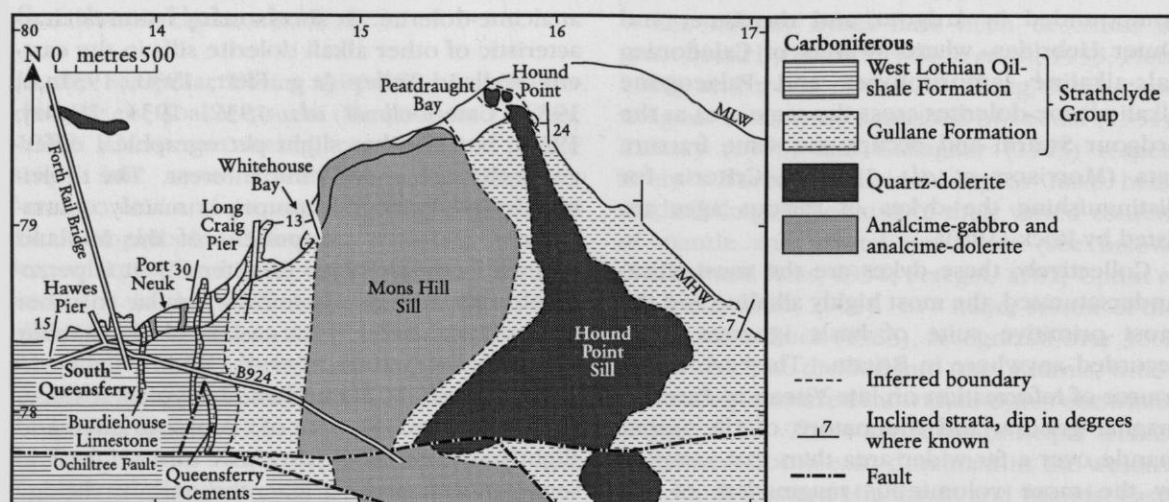 80
14
15
16
17
N
0 metres 500
Hound
Point
Peatdraught
Bay
24
MLW
Whitehouse
Bay
Forth Rail Bridge
Long
Craig
Pier
13
79
Port
Neuk
30
Hawes
Pier
15
Mons Hill
Sill
MHW
7
Hound
Point
Sill
South
Queensferry
B924
78
Burdiehouse
Limestone
Ochiltree Fault
Queensferry
Cements
Carboniferous
West Lothian Oil-
shale Formation
Gullane Formation
Strathclyde
Group
Quartz-dolerite
Analcime-gabbro and
analcime-dolerite
Inferred boundary
Inclined strata, dip in degrees
where known
Fault